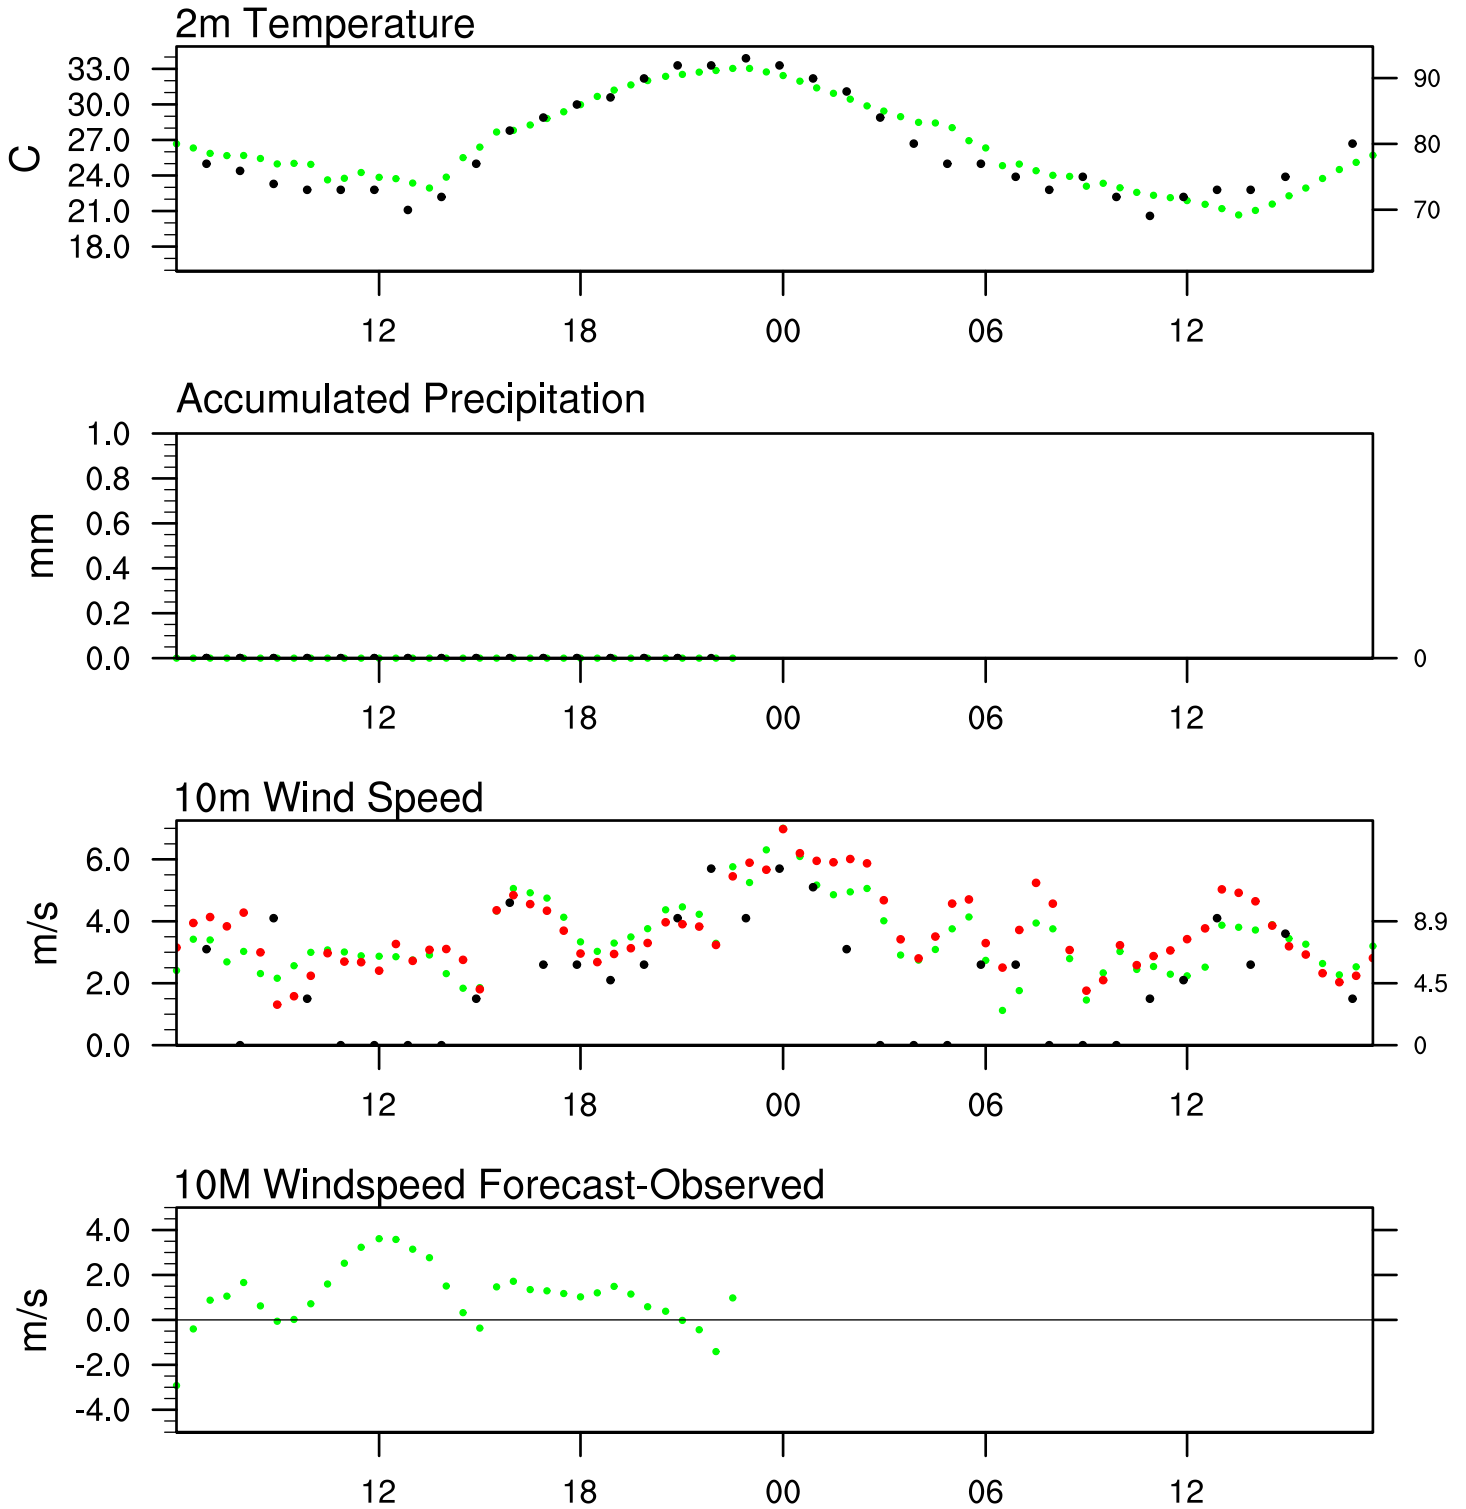 2m Temperature
33.0
30.0
27.0
24.0
21.0
18.0
C
90
80
70
12 18 00 06 12
Accumulated Precipitation
1.0
0.8
0.6
0.4
0.2
0.0
mm
0
12 18 00 06 12
10m Wind Speed
6.0
4.0
2.0
0.0
m/s
8.9
4.5
0
12 18 00 06 12
10M Windspeed Forecast-Observed
4.0
2.0
0.0
-2.0
-4.0
m/s
12 18 00 06 12